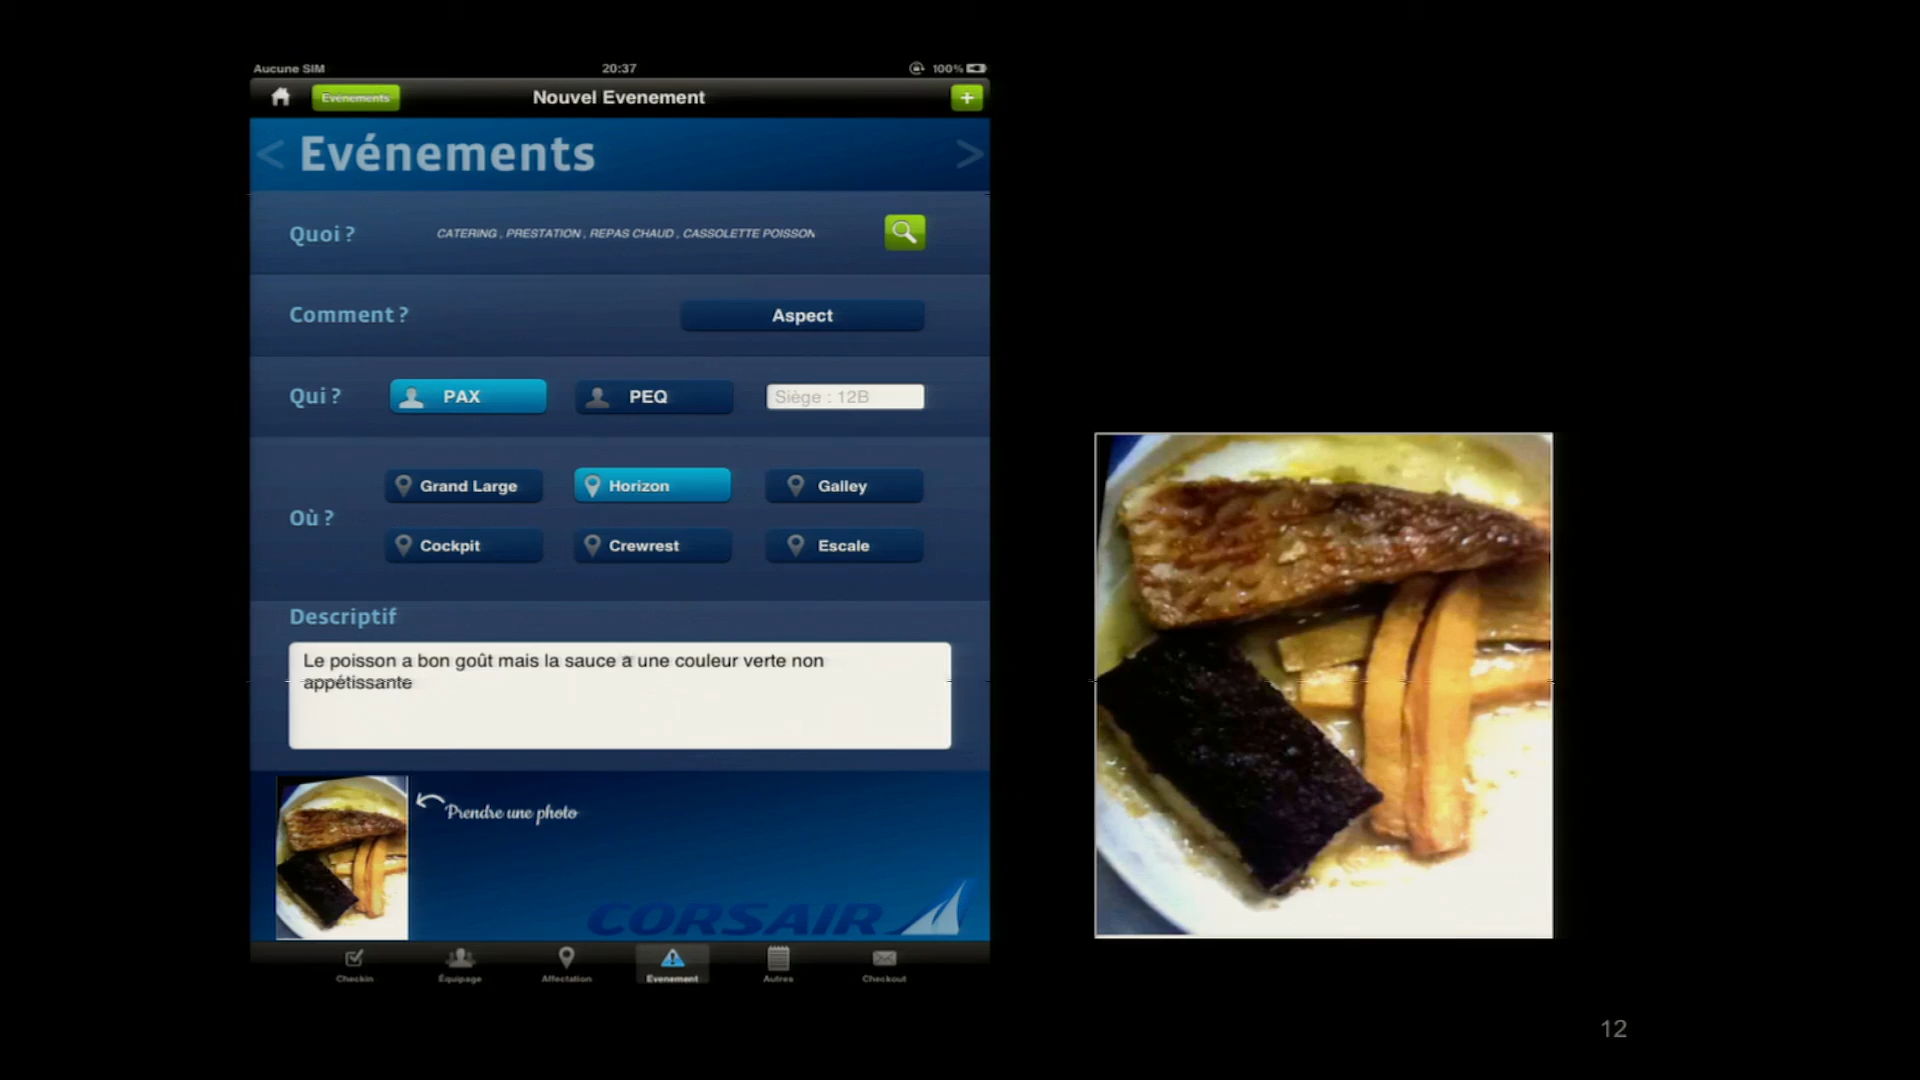 Aucune SIM 20:37 100%
Evénements Nouvel Evenement +
< Evénements >
Quoi ? CATERING , PRESTATION , REPAS CHAUD , CASSOLETTE POISSON
Comment ? Aspect
Qui ? PAX PEQ Siège : 12B
Grand Large Horizon Galley
Où ?
Cockpit Crewrest Escale
Descriptif
Le poisson a bon goût mais la sauce a une couleur verte non
appétissante
Prendre une photo
CORSAIR
Checkin Équipage Affectation Evenement Autres Checkout
12